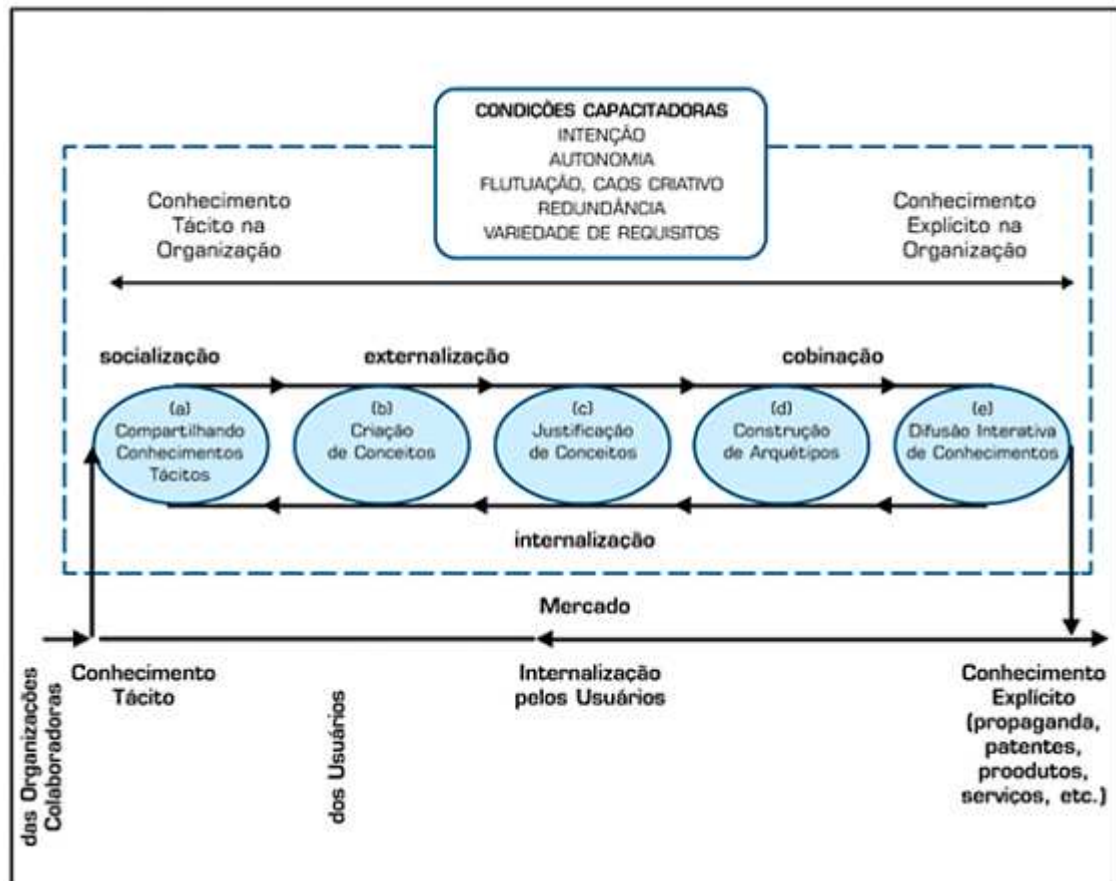 CONDIÇÕES CAPACITADORAS
INTENÇÃO
AUTONOMIA
FLUTUAÇÃO, CAOS CRIATIVO
REDUNDÂNCIA
VARIEDADE DE REQUISITOS
Conhecimento
Tácito na
Organização
Conhecimento
Explícito na
Organização
socialização
externalização
cobinação
(a)
Compartilhando
Conhecimentos
Tácitos
(b)
Criação
de Conceitos
(c)
Justificação
de Conceitos
(d)
Construção
de Arquétipos
(e)
Difusão Interativa
de Conhecimentos
internalização
Mercado
das Organizações
Colaboradoras
Conhecimento
Tácito
dos Usuários
Internalização
pelos Usuários
Conhecimento
Explícito
(propaganda,
patentes,
proodutos,
serviços, etc.)